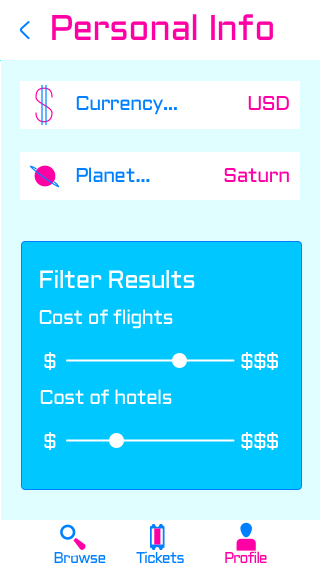 Personal Info
Currency... USD
Planet... Saturn
Filter Results
Cost of flights
$ $$$
Cost of hotels
$ $$$
Browse Tickets Profile